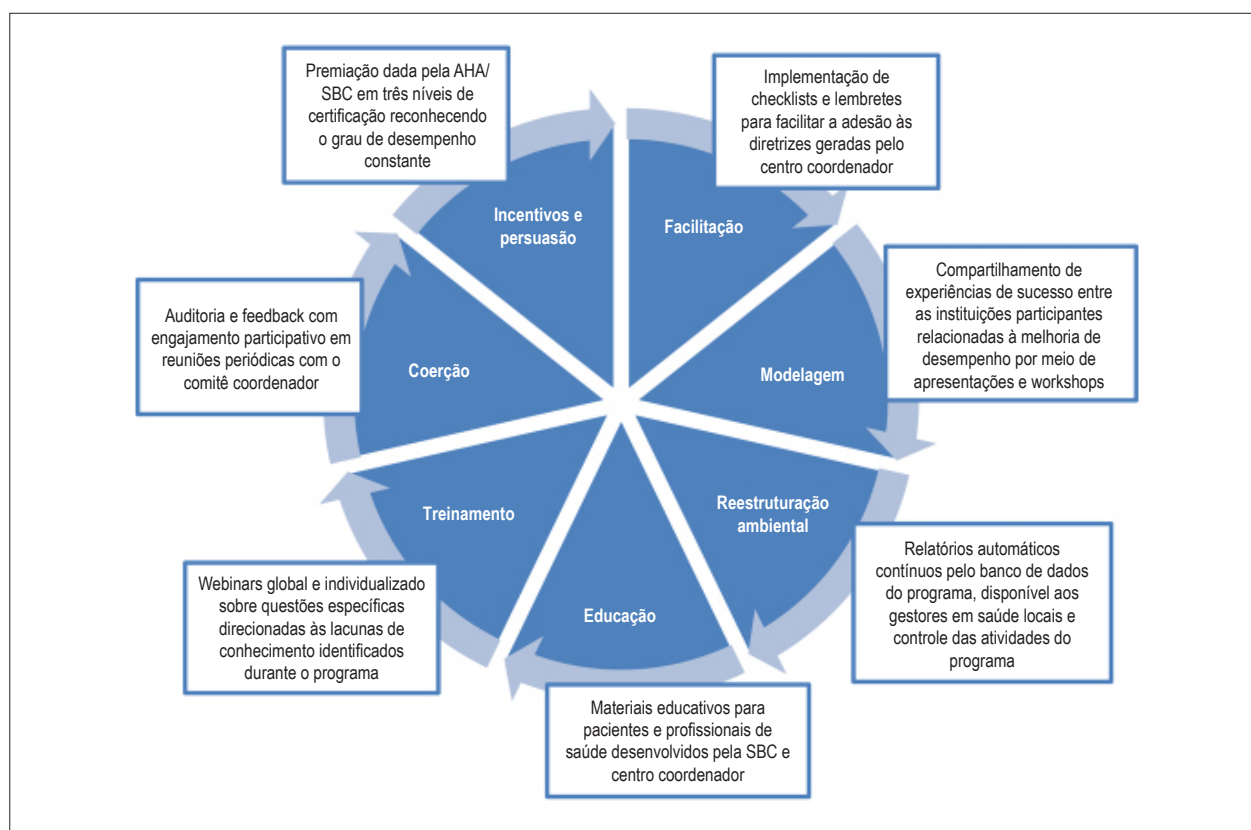 Premiação dada pela AHA/
SBC em três níveis de
certificação reconhecendo
o grau de desempenho
constante
Implementação de
checklists e lembretes
para facilitar a adesão às
diretrizes geradas pelo
centro coordenador
Incentivos e
persuasão
Facilitação
Compartilhamento de
experiências de sucesso entre
as instituições participantes
relacionadas à melhoria de
desempenho por meio de
apresentações e workshops
Auditoria e feedback com
engajamento participativo em
reuniões periódicas com o
comitê coordenador
Coerção
Modelagem
Treinamento
Reestruturação
ambiental
Relatórios automáticos
contínuos pelo banco de dados
do programa, disponível aos
gestores em saúde locais e
controle das atividades do
programa
Webinars global e individualizado
sobre questões específicas
direcionadas às lacunas de
conhecimento identificados
durante o programa
Educação
Materiais educativos para
pacientes e profissionais de
saúde desenvolvidos pela SBC e
centro coordenador